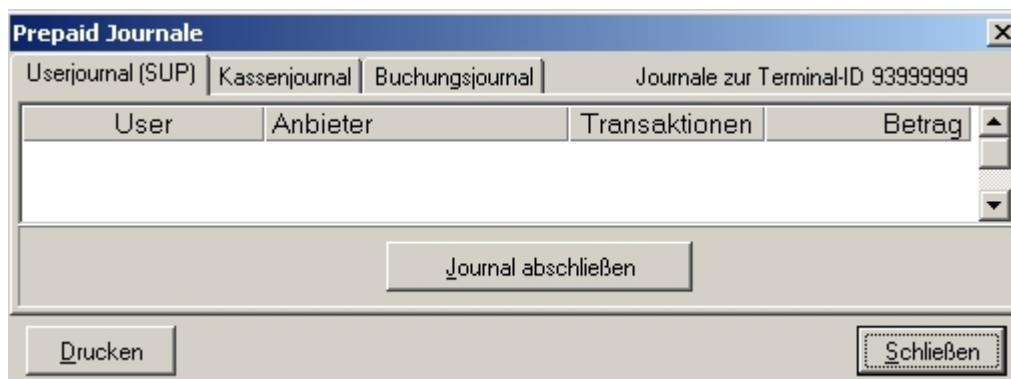 Prepaid Journale
Userjournal (SUP) Kassenjournal Buchungsjournal Journale zur Terminal-ID 93999999
User Anbieter Transaktionen Betrag
Journal abschließen
Drucken Schließen